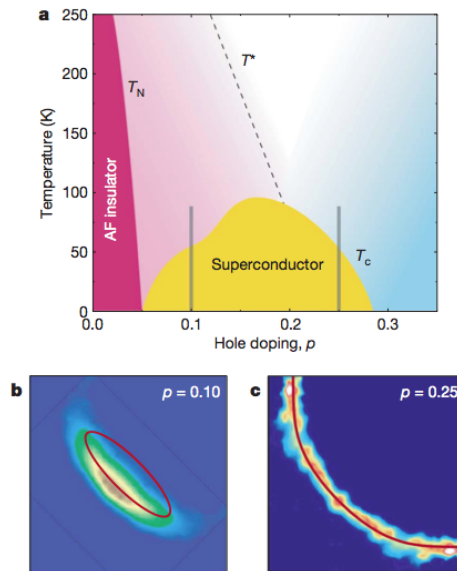 a
250
200
150
100
50
0
Temperature (K)
AF insulator
T_N
T*
Superconductor
T_c
0.0 0.1 0.2 0.3
Hole doping, p
b p = 0.10
c p = 0.25